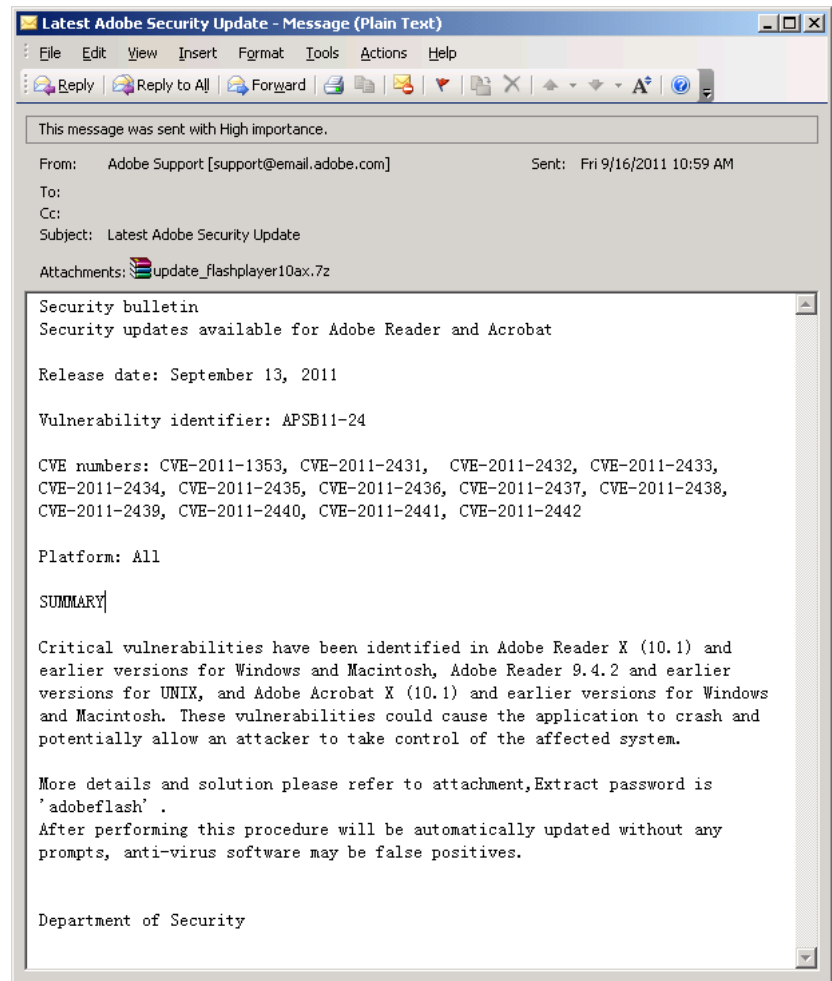 Latest Adobe Security Update - Message (Plain Text)
File Edit View Insert Format Tools Actions Help
Reply Reply to All Forward
This message was sent with High importance.
From: Adobe Support [support@email.adobe.com] Sent: Fri 9/16/2011 10:59 AM
To:
Cc:
Subject: Latest Adobe Security Update
Attachments: update_flashplayer10ax.7z
Security bulletin
Security updates available for Adobe Reader and Acrobat
Release date: September 13, 2011
Vulnerability identifier: APSB11-24
CVE numbers: CVE-2011-1353, CVE-2011-2431, CVE-2011-2432, CVE-2011-2433,
CVE-2011-2434, CVE-2011-2435, CVE-2011-2436, CVE-2011-2437, CVE-2011-2438,
CVE-2011-2439, CVE-2011-2440, CVE-2011-2441, CVE-2011-2442
Platform: All
SUMMARY
Critical vulnerabilities have been identified in Adobe Reader X (10.1) and
earlier versions for Windows and Macintosh, Adobe Reader 9.4.2 and earlier
versions for UNIX, and Adobe Acrobat X (10.1) and earlier versions for Windows
and Macintosh. These vulnerabilities could cause the application to crash and
potentially allow an attacker to take control of the affected system.
More details and solution please refer to attachment,Extract password is
'adobeflash' .
After performing this procedure will be automatically updated without any
prompts, anti-virus software may be false positives.
Department of Security